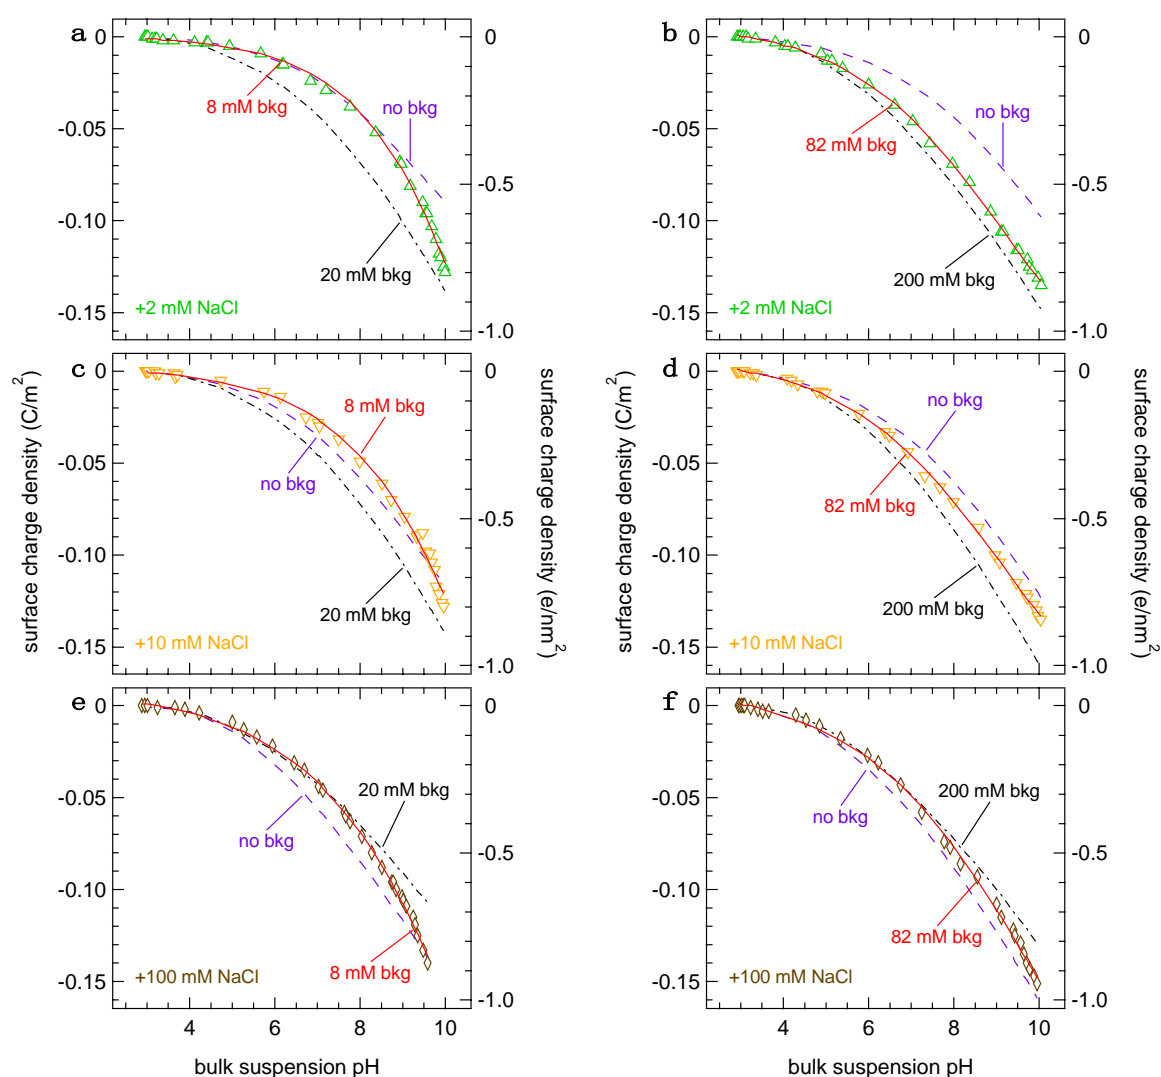 a
0
-0.05
-0.10
-0.15
0
-0.5
-1.0
8 mM bkg
no bkg
20 mM bkg
+2 mM NaCl
b
0
-0.05
-0.10
-0.15
0
-0.5
-1.0
no bkg
82 mM bkg
200 mM bkg
+2 mM NaCl
c
0
-0.05
-0.10
-0.15
0
-0.5
-1.0
8 mM bkg
no bkg
20 mM bkg
+10 mM NaCl
surface charge density (C/m²)
surface charge density (e/nm²)
d
0
-0.05
-0.10
-0.15
0
-0.5
-1.0
no bkg
82 mM bkg
200 mM bkg
+10 mM NaCl
surface charge density (C/m²)
surface charge density (e/nm²)
e
0
-0.05
-0.10
-0.15
0
-0.5
-1.0
20 mM bkg
no bkg
8 mM bkg
+100 mM NaCl
4 6 8 10
bulk suspension pH
f
0
-0.05
-0.10
-0.15
0
-0.5
-1.0
200 mM bkg
no bkg
82 mM bkg
+100 mM NaCl
4 6 8 10
bulk suspension pH